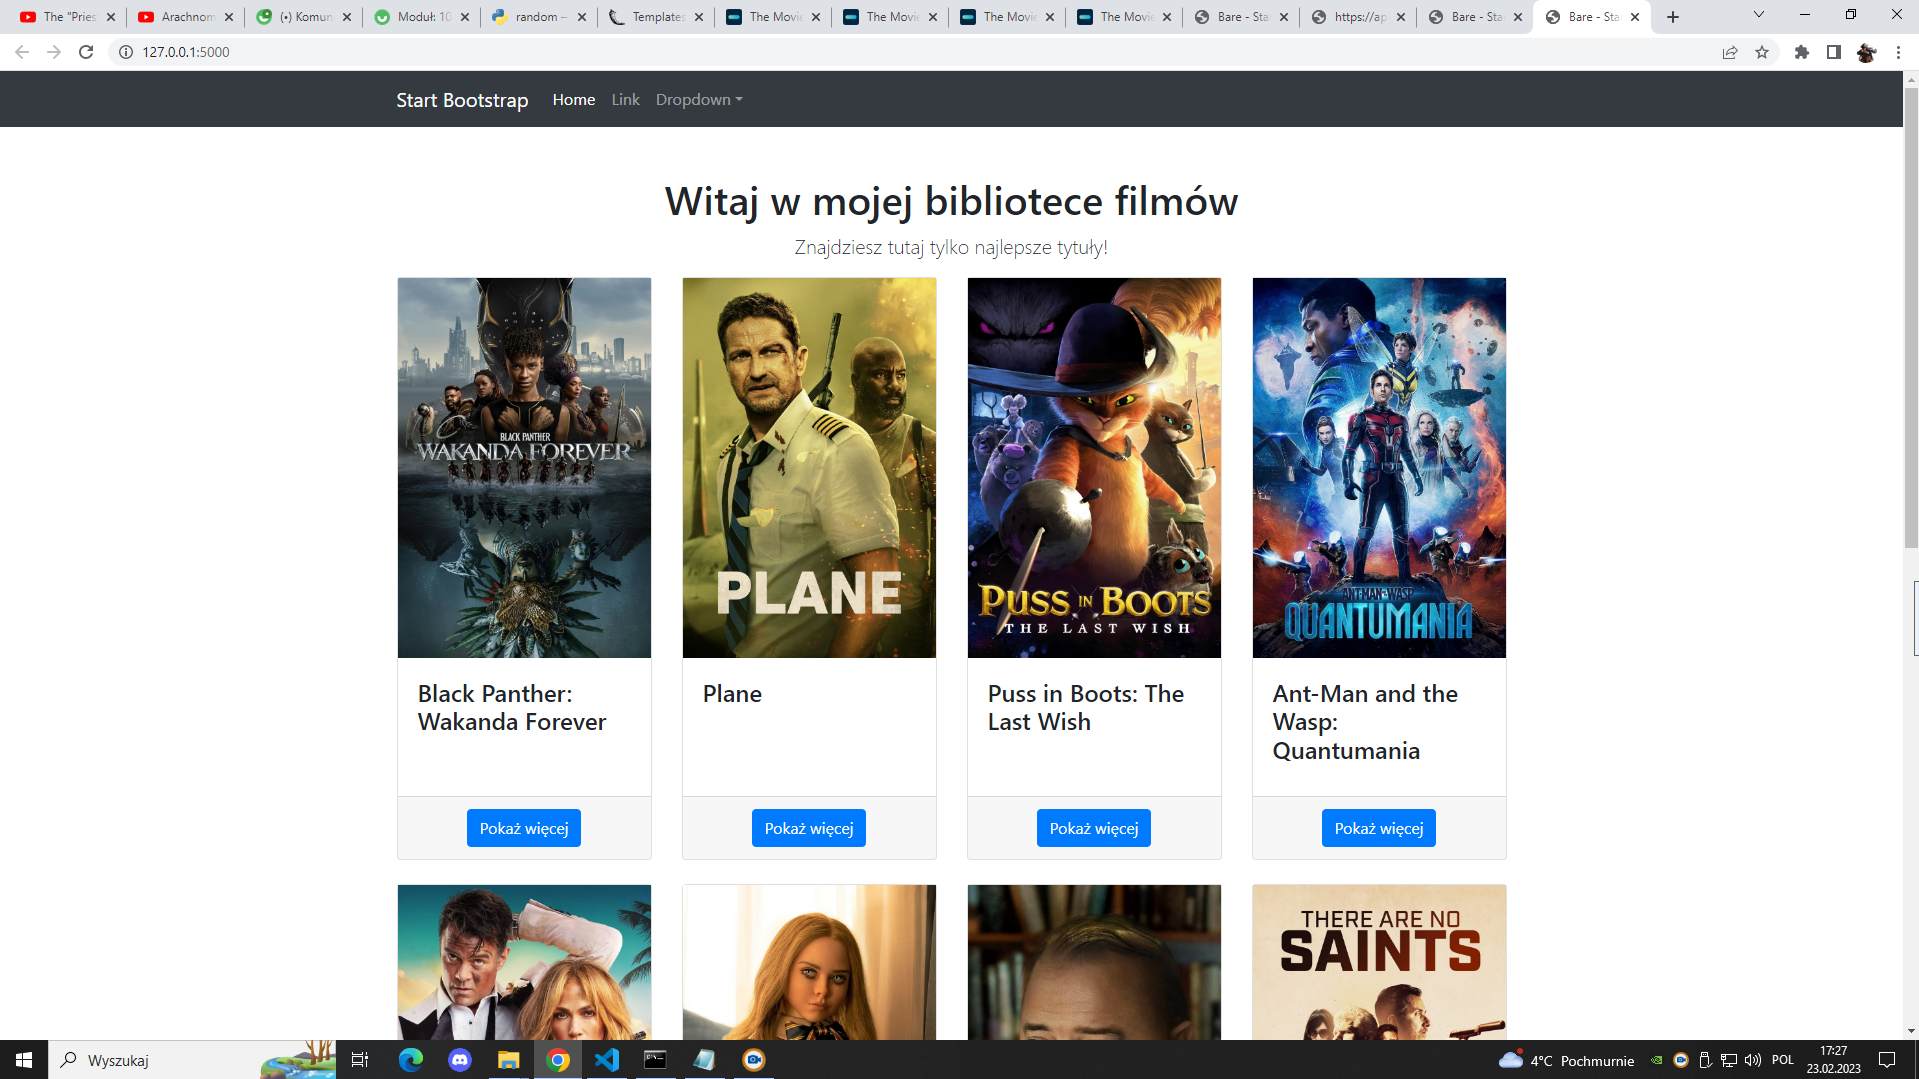 The "Pries
Arachnom
(•) Komun
Moduł: 10
random –
Templates
The Movie
The Movie
The Movie
The Movie
Bare - Sta
https://ap
Bare - Sta
Bare - Sta
127.0.0.1:5000
Start Bootstrap
Home
Link
Dropdown
Witaj w mojej bibliotece filmów
Znajdziesz tutaj tylko najlepsze tytuły!
BLACK PANTHER
WAKANDA FOREVER
PLANE
PUSS IN BOOTS
THE LAST WISH
ANT-MAN AND THE WASP
QUANTUMANIA
Black Panther:
Wakanda Forever
Plane
Puss in Boots: The
Last Wish
Ant-Man and the
Wasp:
Quantumania
Pokaż więcej
Pokaż więcej
Pokaż więcej
Pokaż więcej
THERE ARE NO
SAINTS
Wyszukaj
4°C Pochmurnie
POL
17:27
23.02.2023